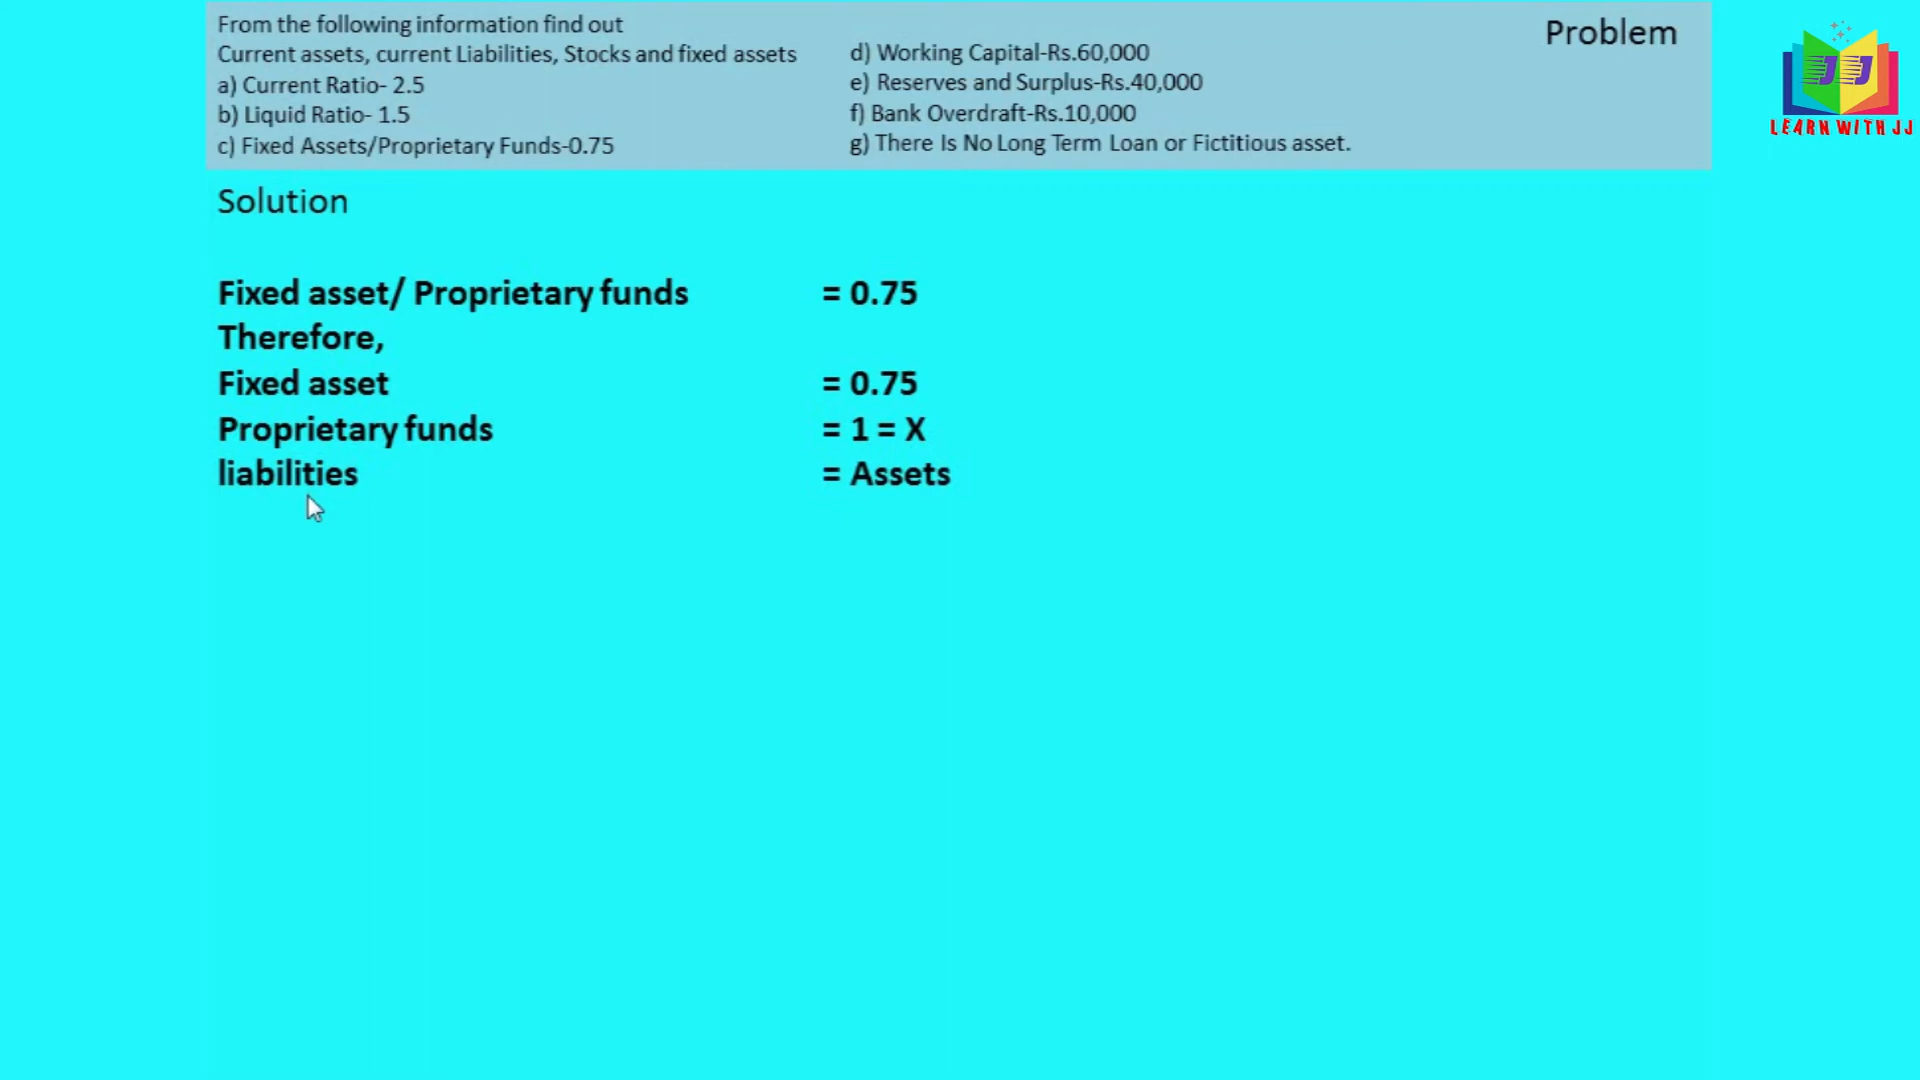 From the following information find out
Current assets, current Liabilities, Stocks and fixed assets
a) Current Ratio- 2.5
b) Liquid Ratio- 1.5
c) Fixed Assets/Proprietary Funds-0.75
d) Working Capital-Rs.60,000
e) Reserves and Surplus-Rs.40,000
f) Bank Overdraft-Rs.10,000
g) There Is No Long Term Loan or Fictitious asset.
Problem
JJ
LEARN WITH JJ
Solution
Fixed asset/ Proprietary funds = 0.75
Therefore,
Fixed asset = 0.75
Proprietary funds = 1 = X
liabilities = Assets